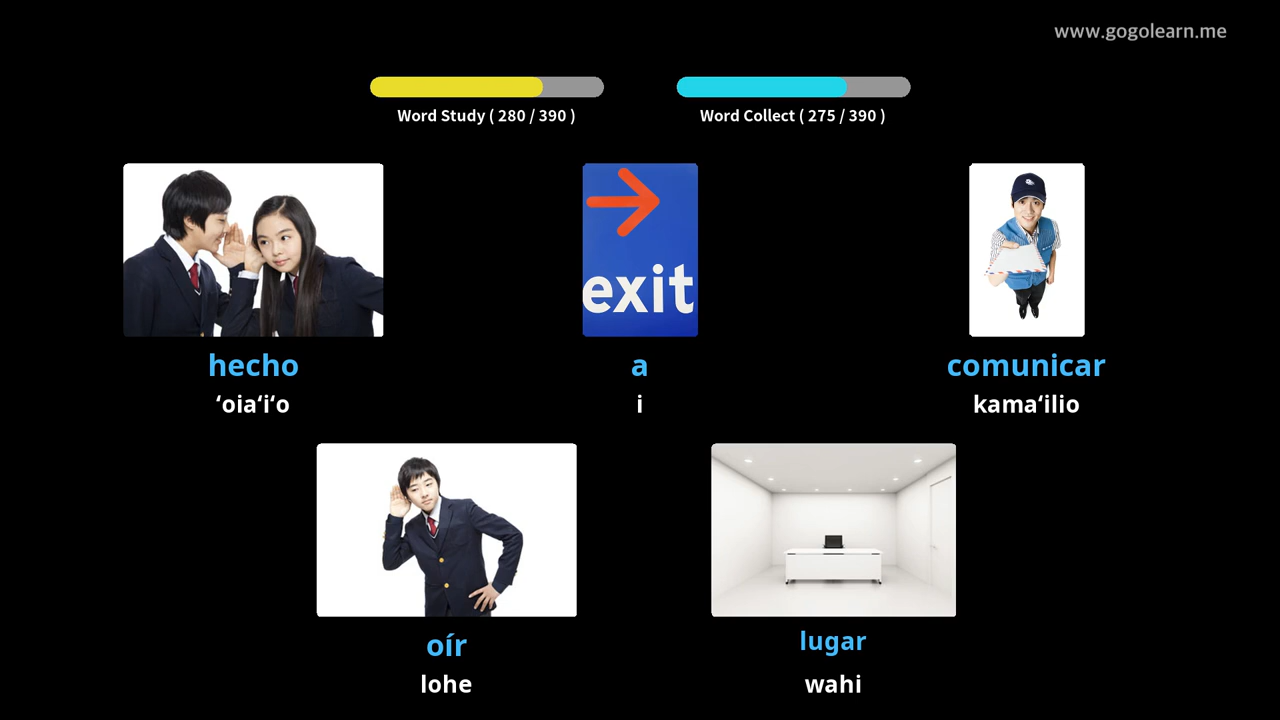 www.gogolearn.me
Word Study ( 280 / 390 )
Word Collect ( 275 / 390 )
exit
hecho
a
comunicar
ʻoiaʻiʻo
i
kamaʻilio
oír
lugar
lohe
wahi